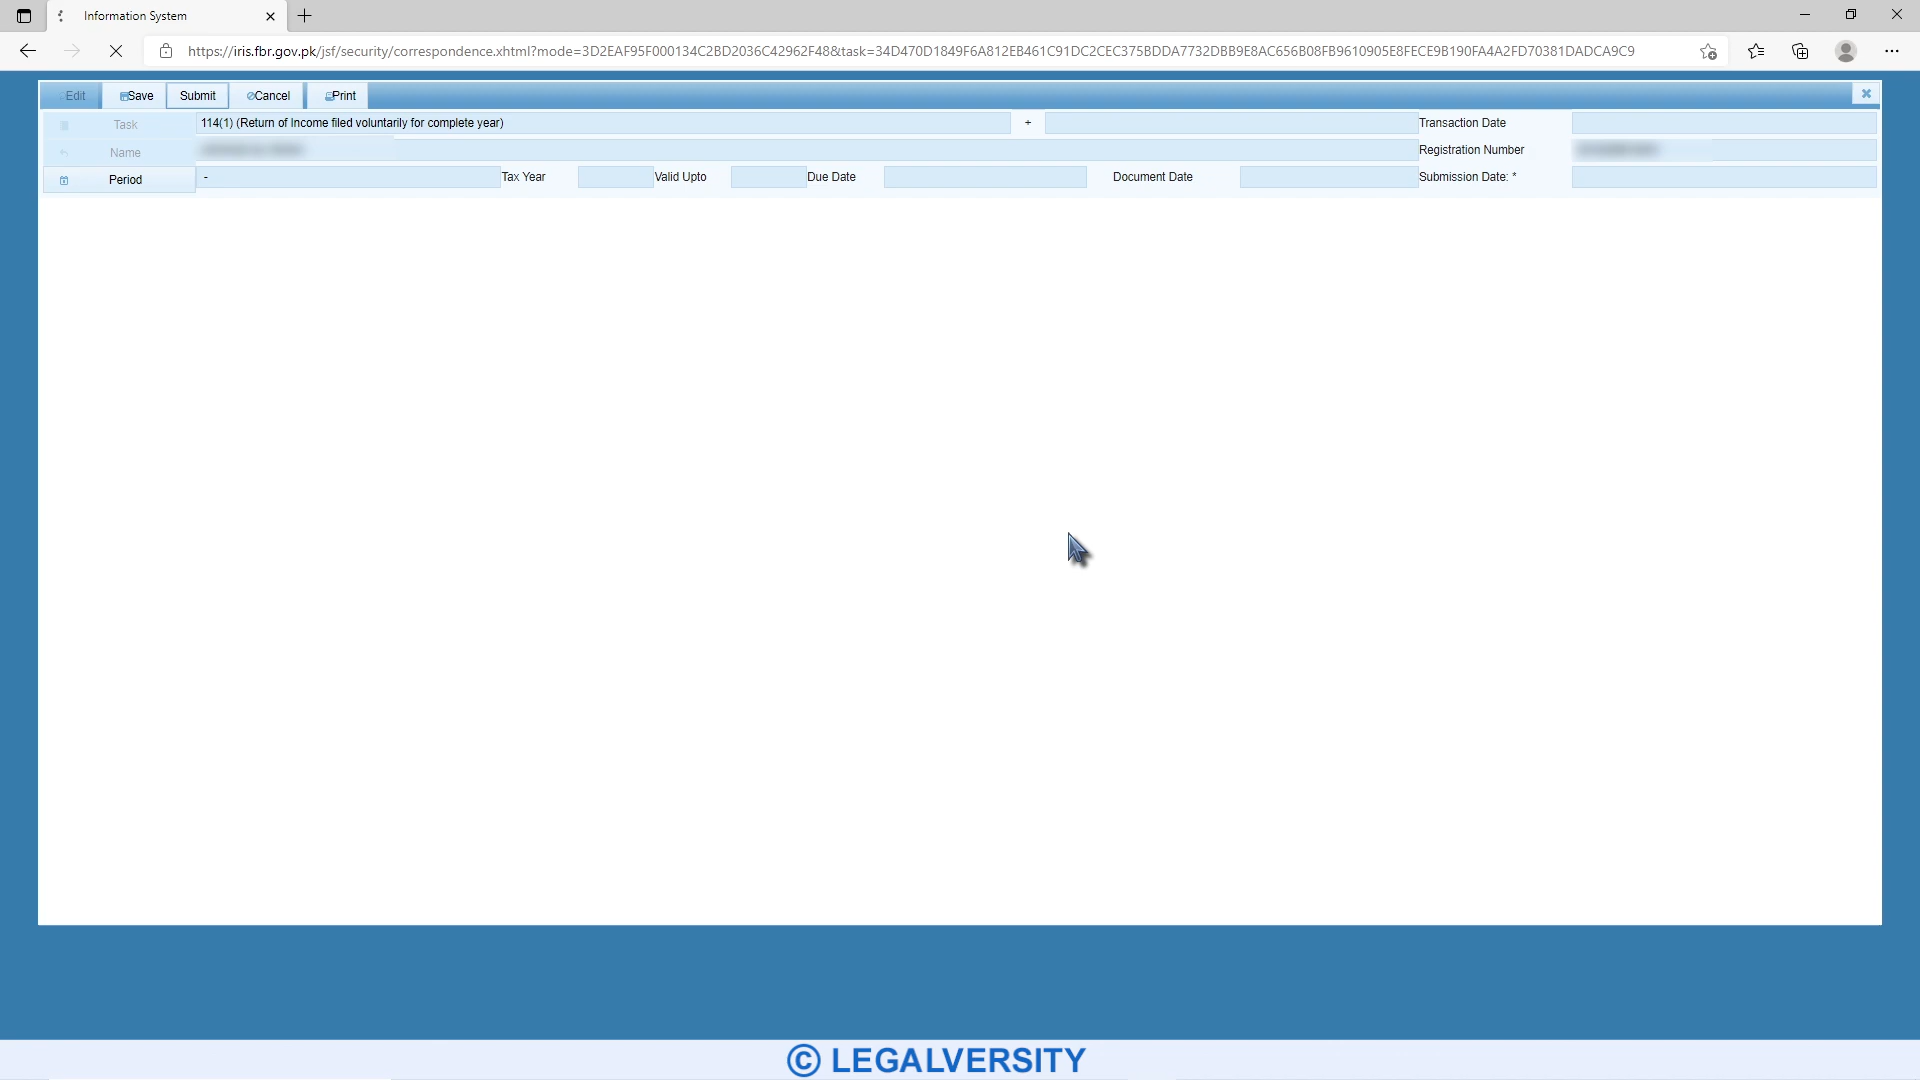 Information System
https://iris.fbr.gov.pk/jsf/security/correspondence.xhtml?mode=3D2EAF95F000134C2BD2036C42962F48&task=34D470D1849F6A812EB461C91DC2CEC375BDDA7732DBB9E8AC656B08FB9610905E8FECE9B190FA4A2FD70381DADCA9C9
Edit Save Submit Cancel Print
Task 114(1) (Return of Income filed voluntarily for complete year) + Transaction Date
Name Registration Number
Period - Tax Year Valid Upto Due Date Document Date Submission Date: *
© LEGALVERSITY